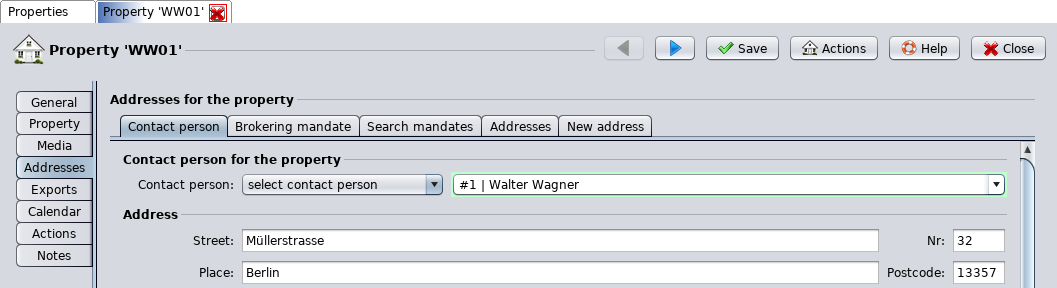 Properties Property 'WW01'
Property 'WW01' Save Actions Help Close
General
Property
Media
Addresses
Exports
Calendar
Actions
Notes
Addresses for the property
Contact person Brokering mandate Search mandates Addresses New address
Contact person for the property
Contact person: select contact person #1 | Walter Wagner
Address
Street: Müllerstrasse Nr: 32
Place: Berlin Postcode: 13357